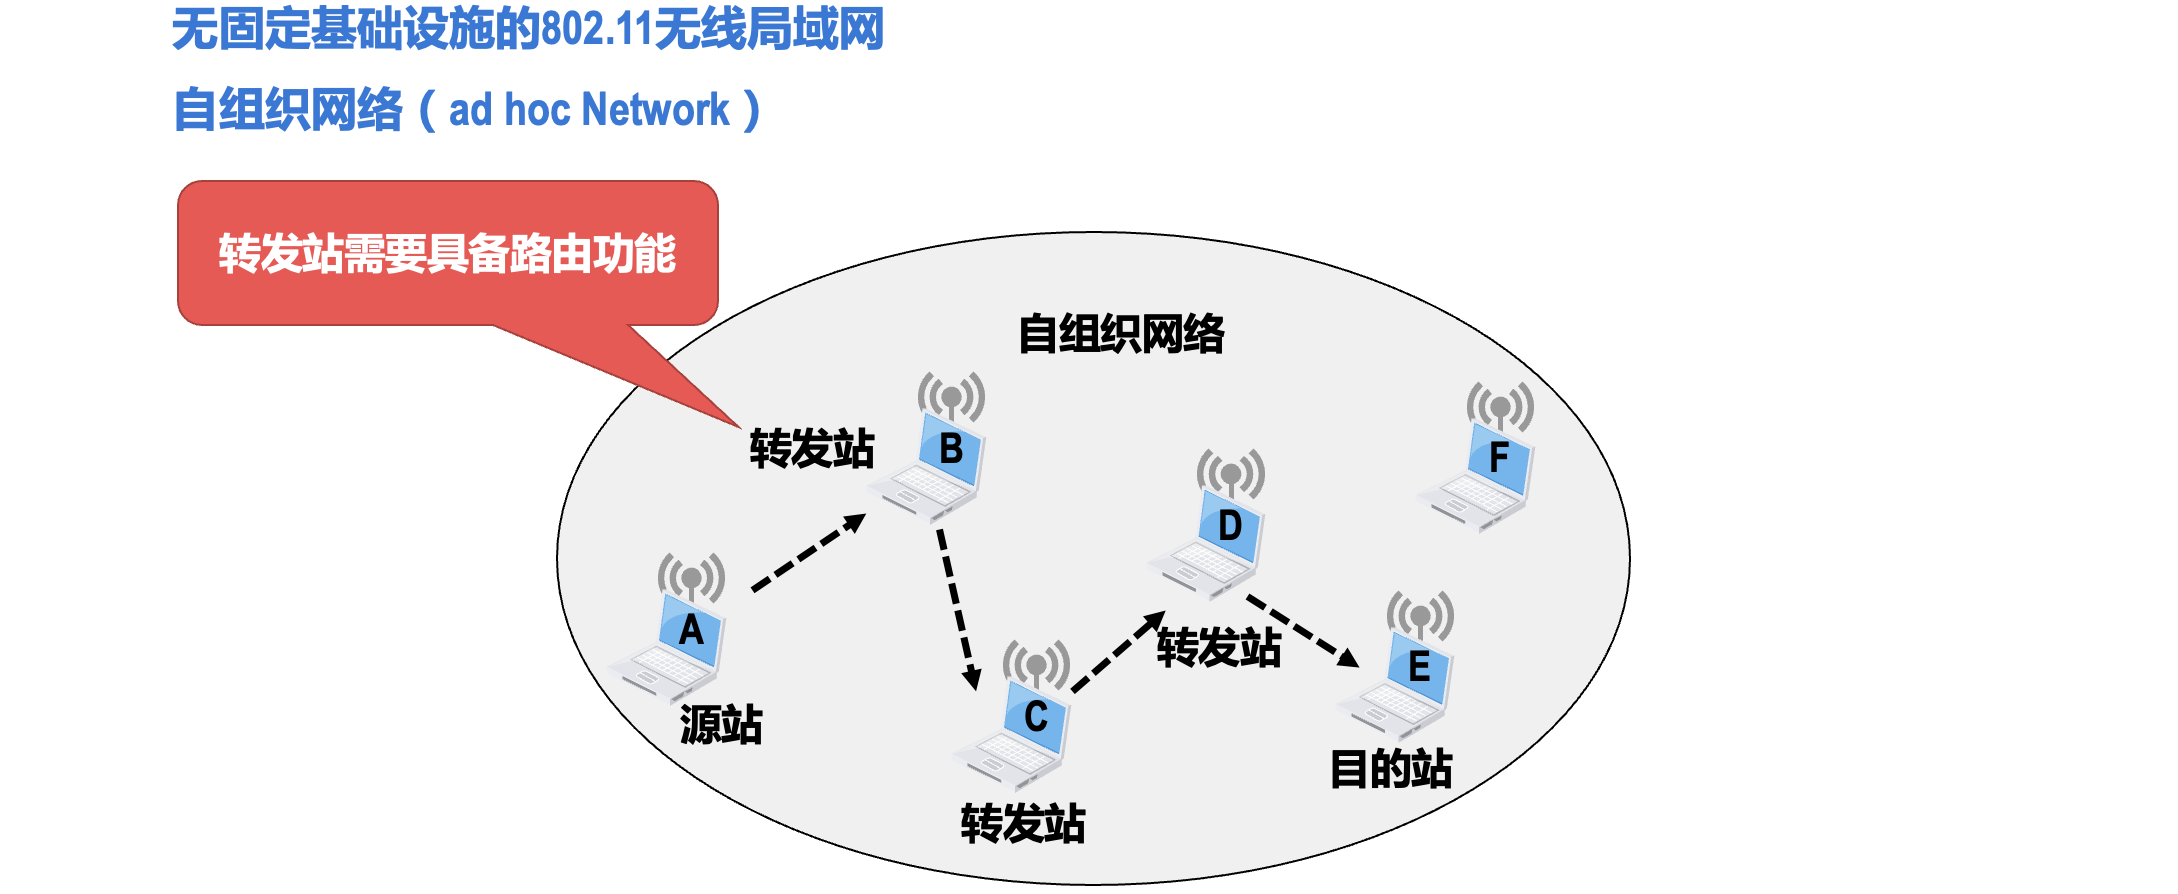 无固定基础设施的802.11无线局域网
自组织网络（ad hoc Network）
转发站需要具备路由功能
自组织网络
转发站
B
F
D
A
转发站
E
源站
C
目的站
转发站